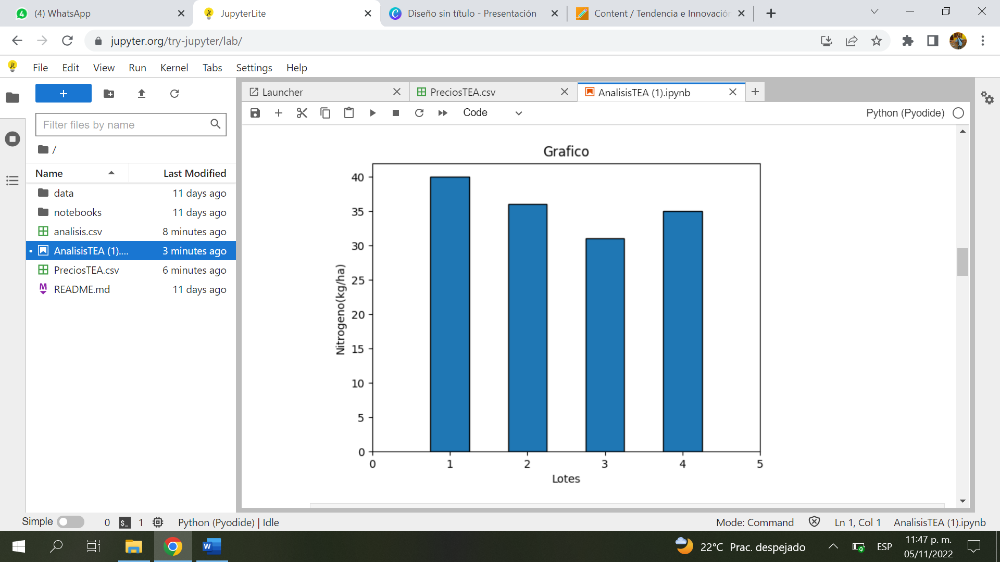 (4) WhatsApp
JupyterLite
Diseño sin título - Presentación
Content / Tendencia e Innovación
jupyter.org/try-jupyter/lab/
File Edit View Run Kernel Tabs Settings Help
Launcher
PreciosTEA.csv
AnalisisTEA (1).ipynb
Code
Python (Pyodide)
Filter files by name
/
Name Last Modified
data 11 days ago
notebooks 11 days ago
analisis.csv 8 minutes ago
AnalisisTEA (1).... 3 minutes ago
PreciosTEA.csv 6 minutes ago
README.md 11 days ago
Grafico
40
35
30
25
20
15
10
5
0
Nitrogeno(kg/ha)
0 1 2 3 4 5
Lotes
Simple 0 $_ 1 Python (Pyodide) | Idle Mode: Command Ln 1, Col 1 AnalisisTEA (1).ipynb
22°C Prac. despejado
ESP
11:47 p. m.
05/11/2022